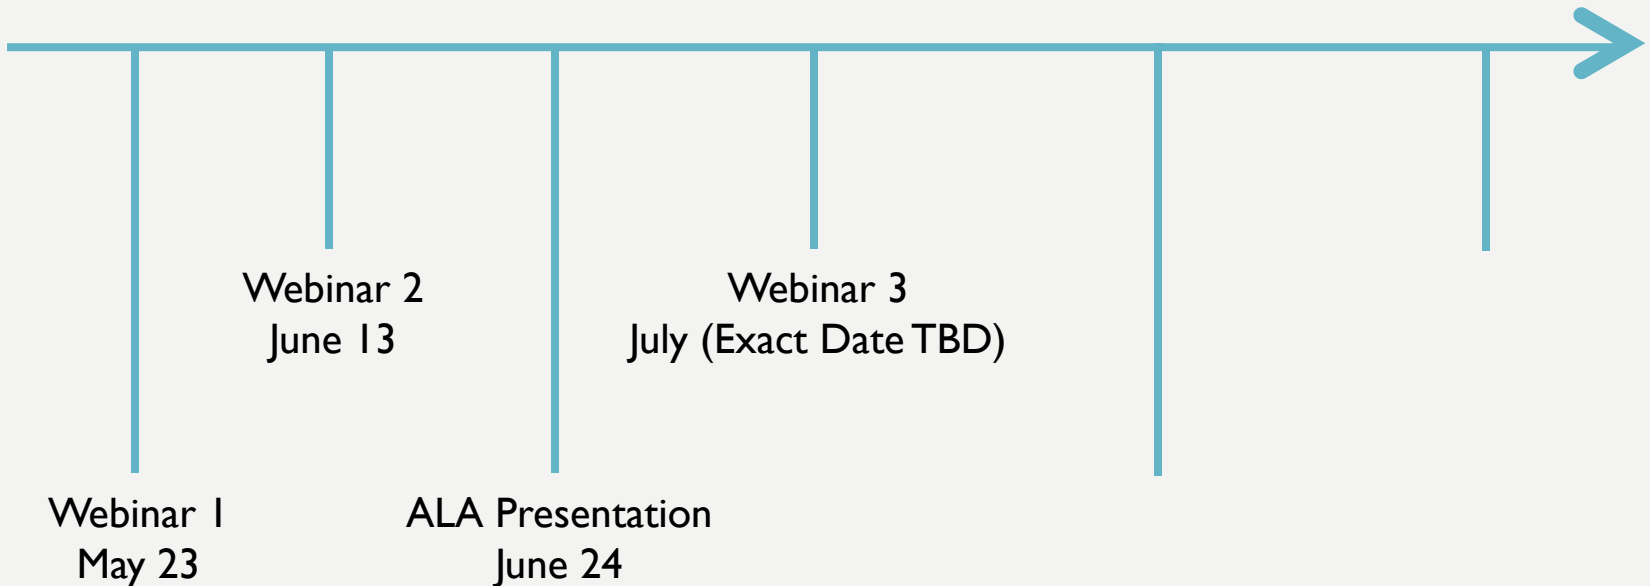 Webinar 2
June 13
Webinar 3
July (Exact Date TBD)
Webinar 1
May 23
ALA Presentation
June 24